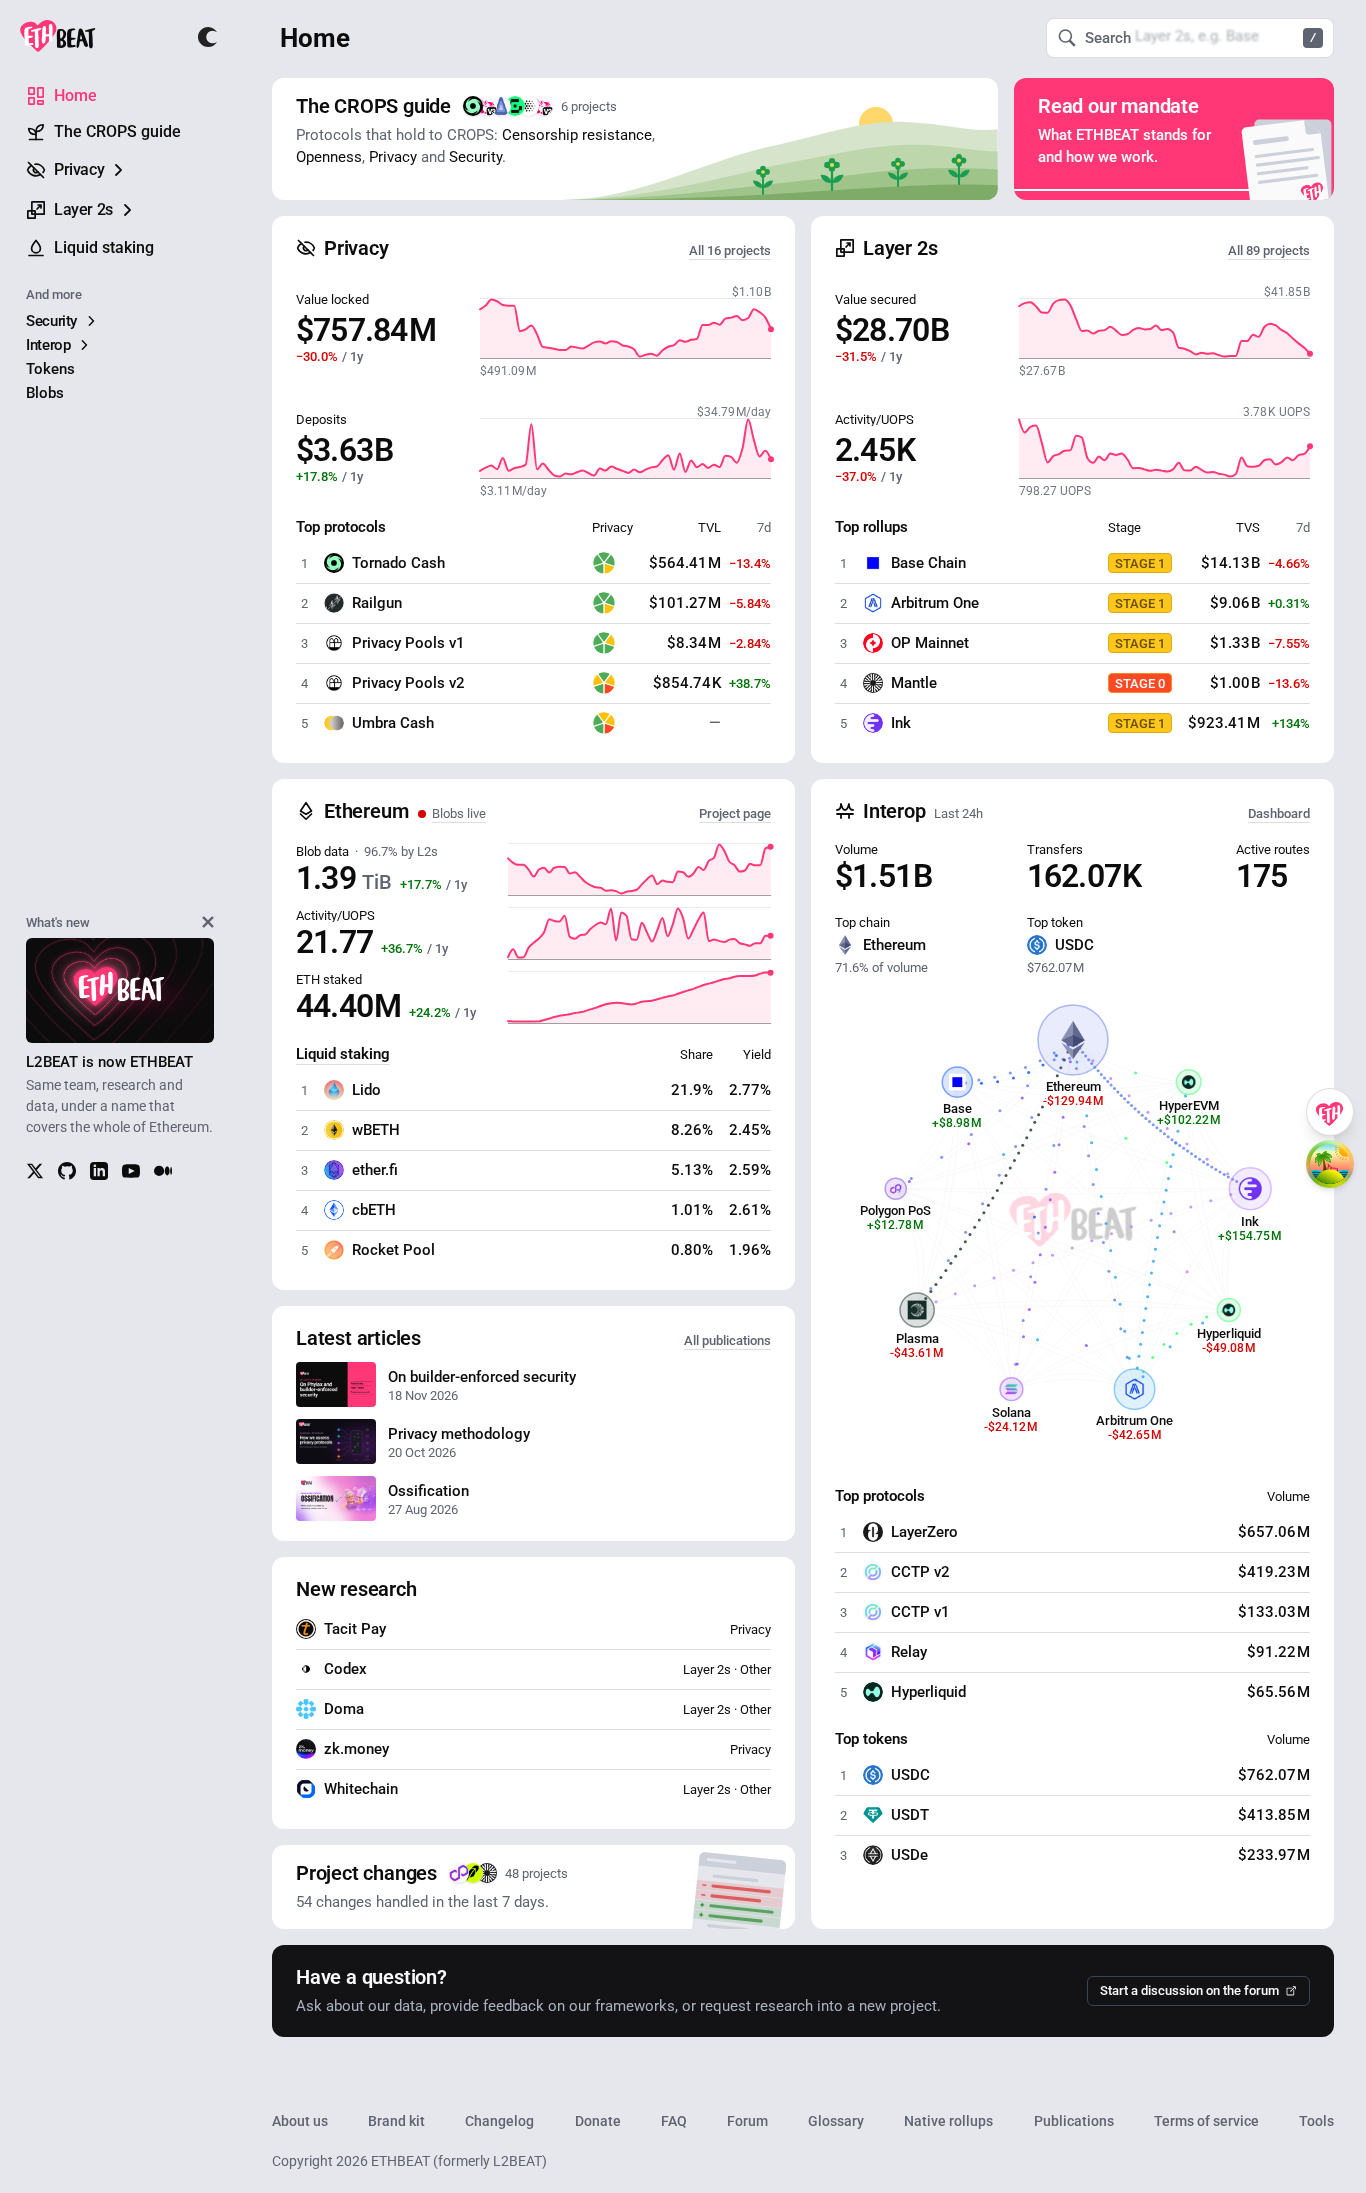 ETH BEAT
Home
Search Layer 2s, e.g. Base
/
Home
The CROPS guide
Privacy
Layer 2s
Liquid staking
And more
Security
Interop
Tokens
Blobs
The CROPS guide
6 projects
Protocols that hold to CROPS: Censorship resistance,
Openness, Privacy and Security.
Read our mandate
What ETHBEAT stands for
and how we work.
ETH
Privacy
All 16 projects
Value locked
$757.84M
−30.0% / 1y
$1.10B
$491.09M
Deposits
$3.63B
+17.8% / 1y
$34.79M/day
$3.11M/day
Top protocols Privacy TVL 7d
1 Tornado Cash $564.41M −13.4%
2 Railgun $101.27M −5.84%
3 Privacy Pools v1 $8.34M −2.84%
4 Privacy Pools v2 $854.74K +38.7%
5 Umbra Cash —
Layer 2s
All 89 projects
Value secured
$28.70B
−31.5% / 1y
$41.85B
$27.67B
Activity/UOPS
2.45K
−37.0% / 1y
3.78K UOPS
798.27 UOPS
Top rollups Stage TVS 7d
1 Base Chain STAGE 1 $14.13B −4.66%
2 Arbitrum One STAGE 1 $9.06B +0.31%
3 OP Mainnet STAGE 1 $1.33B −7.55%
4 Mantle STAGE 0 $1.00B −13.6%
5 Ink STAGE 1 $923.41M +134%
Ethereum
Blobs live
Project page
Blob data · 96.7% by L2s
1.39 TiB +17.7% / 1y
Activity/UOPS
21.77 +36.7% / 1y
ETH staked
44.40M +24.2% / 1y
Liquid staking Share Yield
1 Lido 21.9% 2.77%
2 wBETH 8.26% 2.45%
3 ether.fi 5.13% 2.59%
4 cbETH 1.01% 2.61%
5 Rocket Pool 0.80% 1.96%
Interop Last 24h
Dashboard
Volume
$1.51B
Transfers
162.07K
Active routes
175
Top chain
Ethereum
71.6% of volume
Top token
USDC
$762.07M
Ethereum
-$129.94M
Base
+$8.98M
HyperEVM
+$102.22M
Polygon PoS
+$12.78M
ETH BEAT
Ink
+$154.75M
Plasma
-$43.61M
Hyperliquid
-$49.08M
Solana
-$24.12M
Arbitrum One
-$42.65M
Top protocols Volume
1 LayerZero $657.06M
2 CCTP v2 $419.23M
3 CCTP v1 $133.03M
4 Relay $91.22M
5 Hyperliquid $65.56M
Top tokens Volume
1 USDC $762.07M
2 USDT $413.85M
3 USDe $233.97M
What's new
ETH BEAT
L2BEAT is now ETHBEAT
Same team, research and
data, under a name that
covers the whole of Ethereum.
ETH
Latest articles
All publications
On Phylax and
builder-enforced
security
On builder-enforced security
18 Nov 2026
How we assess
privacy protocols
Privacy methodology
20 Oct 2026
OSSIFICATION
Ossification
27 Aug 2026
New research
Tacit Pay Privacy
Codex Layer 2s · Other
Doma Layer 2s · Other
zk.money Privacy
Whitechain Layer 2s · Other
Project changes
48 projects
54 changes handled in the last 7 days.
Have a question?
Ask about our data, provide feedback on our frameworks, or request research into a new project.
Start a discussion on the forum
About us Brand kit Changelog Donate FAQ Forum Glossary Native rollups Publications Terms of service Tools
Copyright 2026 ETHBEAT (formerly L2BEAT)